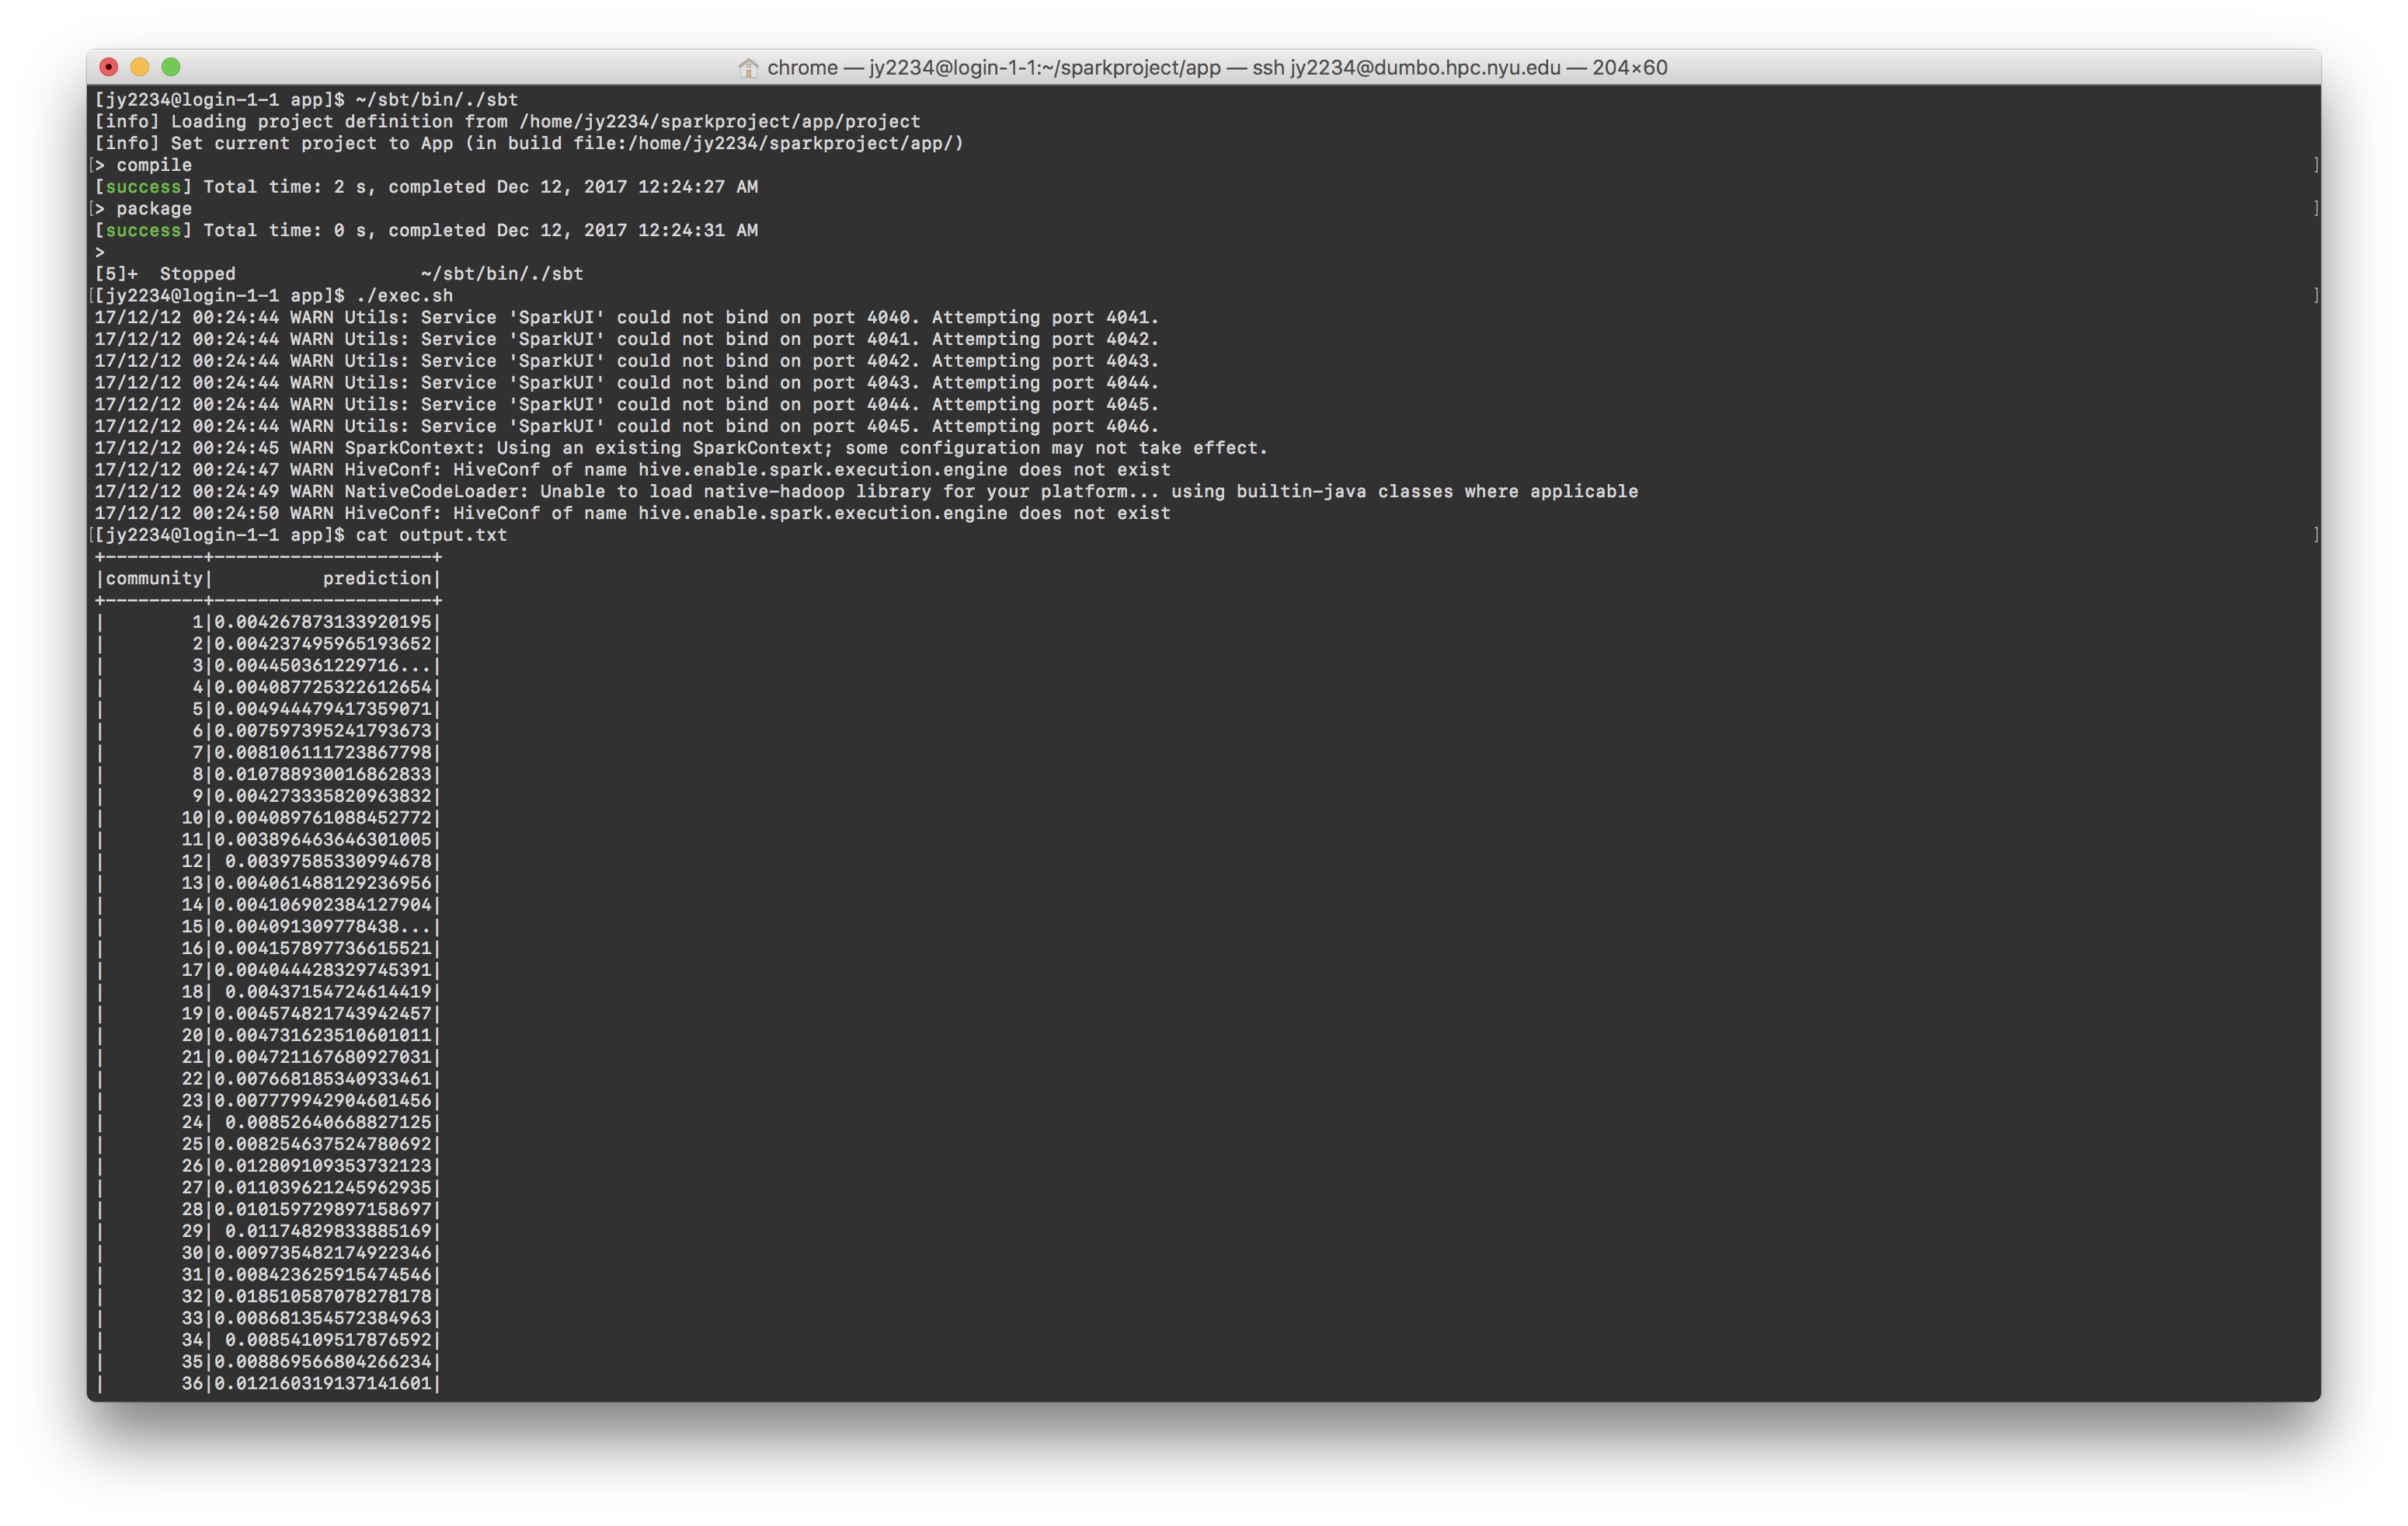 chrome — jy2234@login-1-1:~/sparkproject/app — ssh jy2234@dumbo.hpc.nyu.edu — 204×60
[jy2234@login-1-1 app]$ ~/sbt/bin/./sbt
[info] Loading project definition from /home/jy2234/sparkproject/app/project
[info] Set current project to App (in build file:/home/jy2234/sparkproject/app/)
[> compile ]
[success] Total time: 2 s, completed Dec 12, 2017 12:24:27 AM
[> package ]
[success] Total time: 0 s, completed Dec 12, 2017 12:24:31 AM
>
[5]+  Stopped                 ~/sbt/bin/./sbt
[[jy2234@login-1-1 app]$ ./exec.sh ]
17/12/12 00:24:44 WARN Utils: Service 'SparkUI' could not bind on port 4040. Attempting port 4041.
17/12/12 00:24:44 WARN Utils: Service 'SparkUI' could not bind on port 4041. Attempting port 4042.
17/12/12 00:24:44 WARN Utils: Service 'SparkUI' could not bind on port 4042. Attempting port 4043.
17/12/12 00:24:44 WARN Utils: Service 'SparkUI' could not bind on port 4043. Attempting port 4044.
17/12/12 00:24:44 WARN Utils: Service 'SparkUI' could not bind on port 4044. Attempting port 4045.
17/12/12 00:24:44 WARN Utils: Service 'SparkUI' could not bind on port 4045. Attempting port 4046.
17/12/12 00:24:45 WARN SparkContext: Using an existing SparkContext; some configuration may not take effect.
17/12/12 00:24:47 WARN HiveConf: HiveConf of name hive.enable.spark.execution.engine does not exist
17/12/12 00:24:49 WARN NativeCodeLoader: Unable to load native-hadoop library for your platform... using builtin-java classes where applicable
17/12/12 00:24:50 WARN HiveConf: HiveConf of name hive.enable.spark.execution.engine does not exist
[[jy2234@login-1-1 app]$ cat output.txt ]
+---------+--------------------+
|community|          prediction|
+---------+--------------------+
|        1|0.004267873133920195|
|        2|0.004237495965193652|
|        3|0.004450361229716...|
|        4|0.004087725322612654|
|        5|0.004944479417359071|
|        6|0.007597395241793673|
|        7|0.008106111723867798|
|        8|0.010788930016862833|
|        9|0.004273335820963832|
|       10|0.004089761088452772|
|       11|0.003896463646301005|
|       12| 0.00397585330994678|
|       13|0.004061488129236956|
|       14|0.004106902384127904|
|       15|0.004091309778438...|
|       16|0.004157897736615521|
|       17|0.004044428329745391|
|       18| 0.00437154724614419|
|       19|0.004574821743942457|
|       20|0.004731623510601011|
|       21|0.004721167680927031|
|       22|0.007668185340933461|
|       23|0.007779942904601456|
|       24| 0.00852640668827125|
|       25|0.008254637524780692|
|       26|0.012809109353732123|
|       27|0.011039621245962935|
|       28|0.010159729897158697|
|       29| 0.01174829833885169|
|       30|0.009735482174922346|
|       31|0.008423625915474546|
|       32|0.018510587078278178|
|       33|0.008681354572384963|
|       34| 0.00854109517876592|
|       35|0.008869566804266234|
|       36|0.012160319137141601|